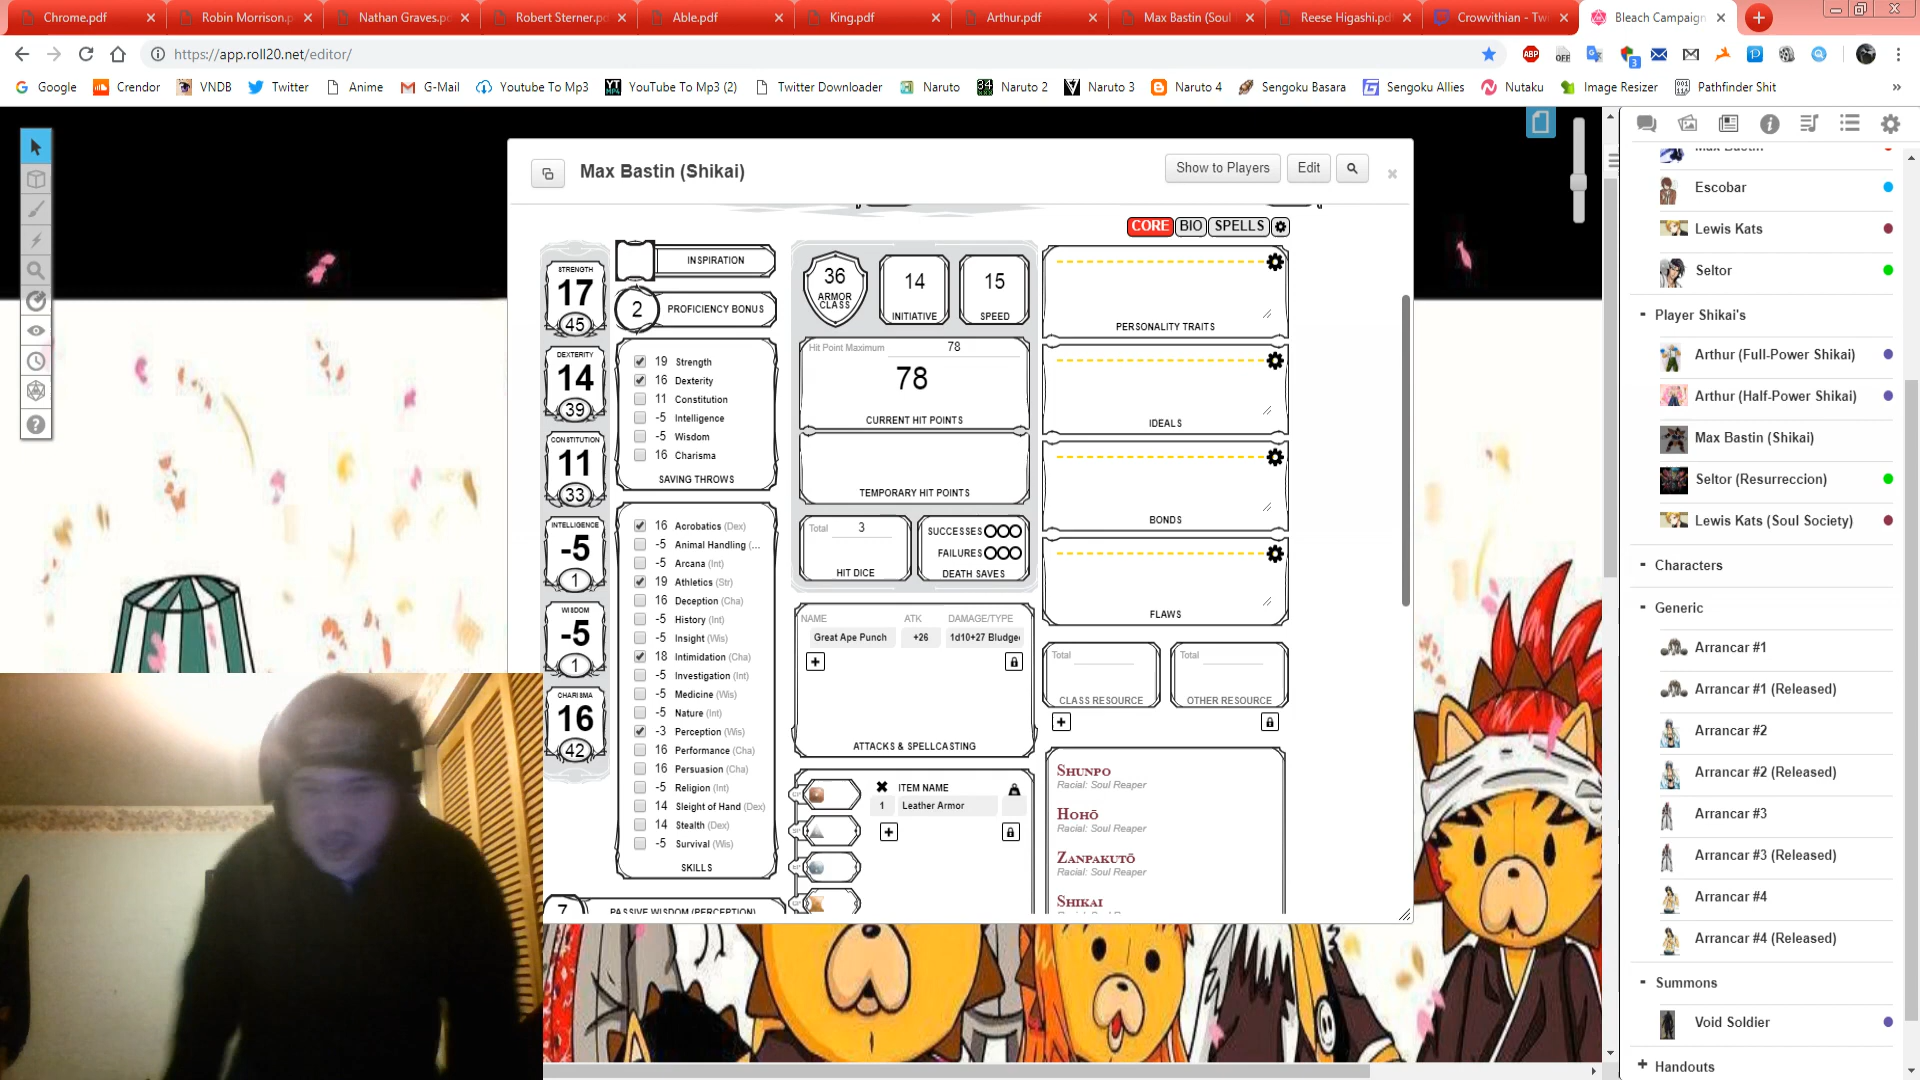 Chrome.pdf
Robin Morrison.p
Nathan Graves.pd
Robert Sterner.pd
Able.pdf
King.pdf
Arthur.pdf
Max Bastin (Soul
Reese Higashi.pdf
Crowvithian - Tw
Bleach Campaign
https://app.roll20.net/editor/
ABP
OFF
3
Google
Crendor
VNDB
Twitter
Anime
G-Mail
Youtube To Mp3
YouTube To Mp3 (2)
Twitter Downloader
Naruto
Naruto 2
Naruto 3
Naruto 4
Sengoku Basara
Sengoku Allies
Nutaku
Image Resizer
Pathfinder Shit
Max Bastin (Shikai)
Show to Players
Edit
CORE
BIO
SPELLS
STRENGTH
17
45
DEXTERITY
14
39
CONSTITUTION
11
33
INTELLIGENCE
-5
1
WISDOM
-5
1
CHARISMA
16
42
INSPIRATION
2 PROFICIENCY BONUS
19 Strength
16 Dexterity
11 Constitution
-5 Intelligence
-5 Wisdom
16 Charisma
SAVING THROWS
16 Acrobatics (Dex)
-5 Animal Handling (...
-5 Arcana (Int)
19 Athletics (Str)
16 Deception (Cha)
-5 History (Int)
-5 Insight (Wis)
18 Intimidation (Cha)
-5 Investigation (Int)
-5 Medicine (Wis)
-5 Nature (Int)
-3 Perception (Wis)
16 Performance (Cha)
16 Persuasion (Cha)
-5 Religion (Int)
14 Sleight of Hand (Dex)
14 Stealth (Dex)
-5 Survival (Wis)
SKILLS
7 PASSIVE WISDOM (PERCEPTION)
36
ARMOR
CLASS
14
INITIATIVE
15
SPEED
Hit Point Maximum 78
78
CURRENT HIT POINTS
TEMPORARY HIT POINTS
Total 3
HIT DICE
SUCCESSES
FAILURES
DEATH SAVES
NAME ATK DAMAGE/TYPE
Great Ape Punch +26 1d10+27 Bludge
ATTACKS & SPELLCASTING
ITEM NAME
1 Leather Armor
PERSONALITY TRAITS
IDEALS
BONDS
FLAWS
Total
CLASS RESOURCE
Total
OTHER RESOURCE
SHUNPO
Racial: Soul Reaper
HOHŌ
Racial: Soul Reaper
ZANPAKUTŌ
Racial: Soul Reaper
SHIKAI
Max Bastin
Escobar
Lewis Kats
Seltor
Player Shikai's
Arthur (Full-Power Shikai)
Arthur (Half-Power Shikai)
Max Bastin (Shikai)
Seltor (Resurreccion)
Lewis Kats (Soul Society)
Characters
Generic
Arrancar #1
Arrancar #1 (Released)
Arrancar #2
Arrancar #2 (Released)
Arrancar #3
Arrancar #3 (Released)
Arrancar #4
Arrancar #4 (Released)
Summons
Void Soldier
Handouts